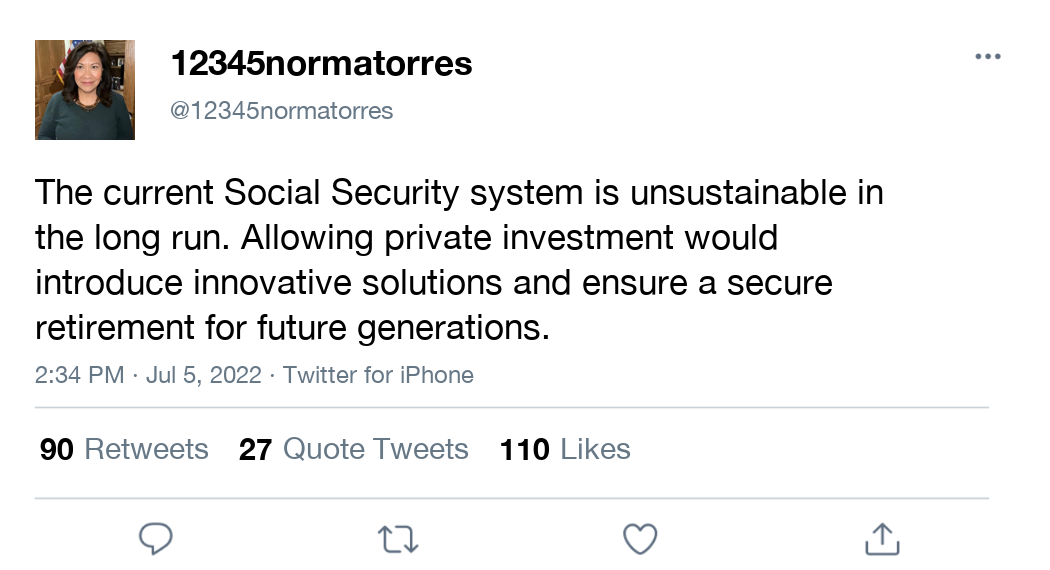 12345normatorres
@12345normatorres
The current Social Security system is unsustainable in
the long run. Allowing private investment would
introduce innovative solutions and ensure a secure
retirement for future generations.
2:34 PM · Jul 5, 2022 · Twitter for iPhone
90 Retweets 27 Quote Tweets 110 Likes